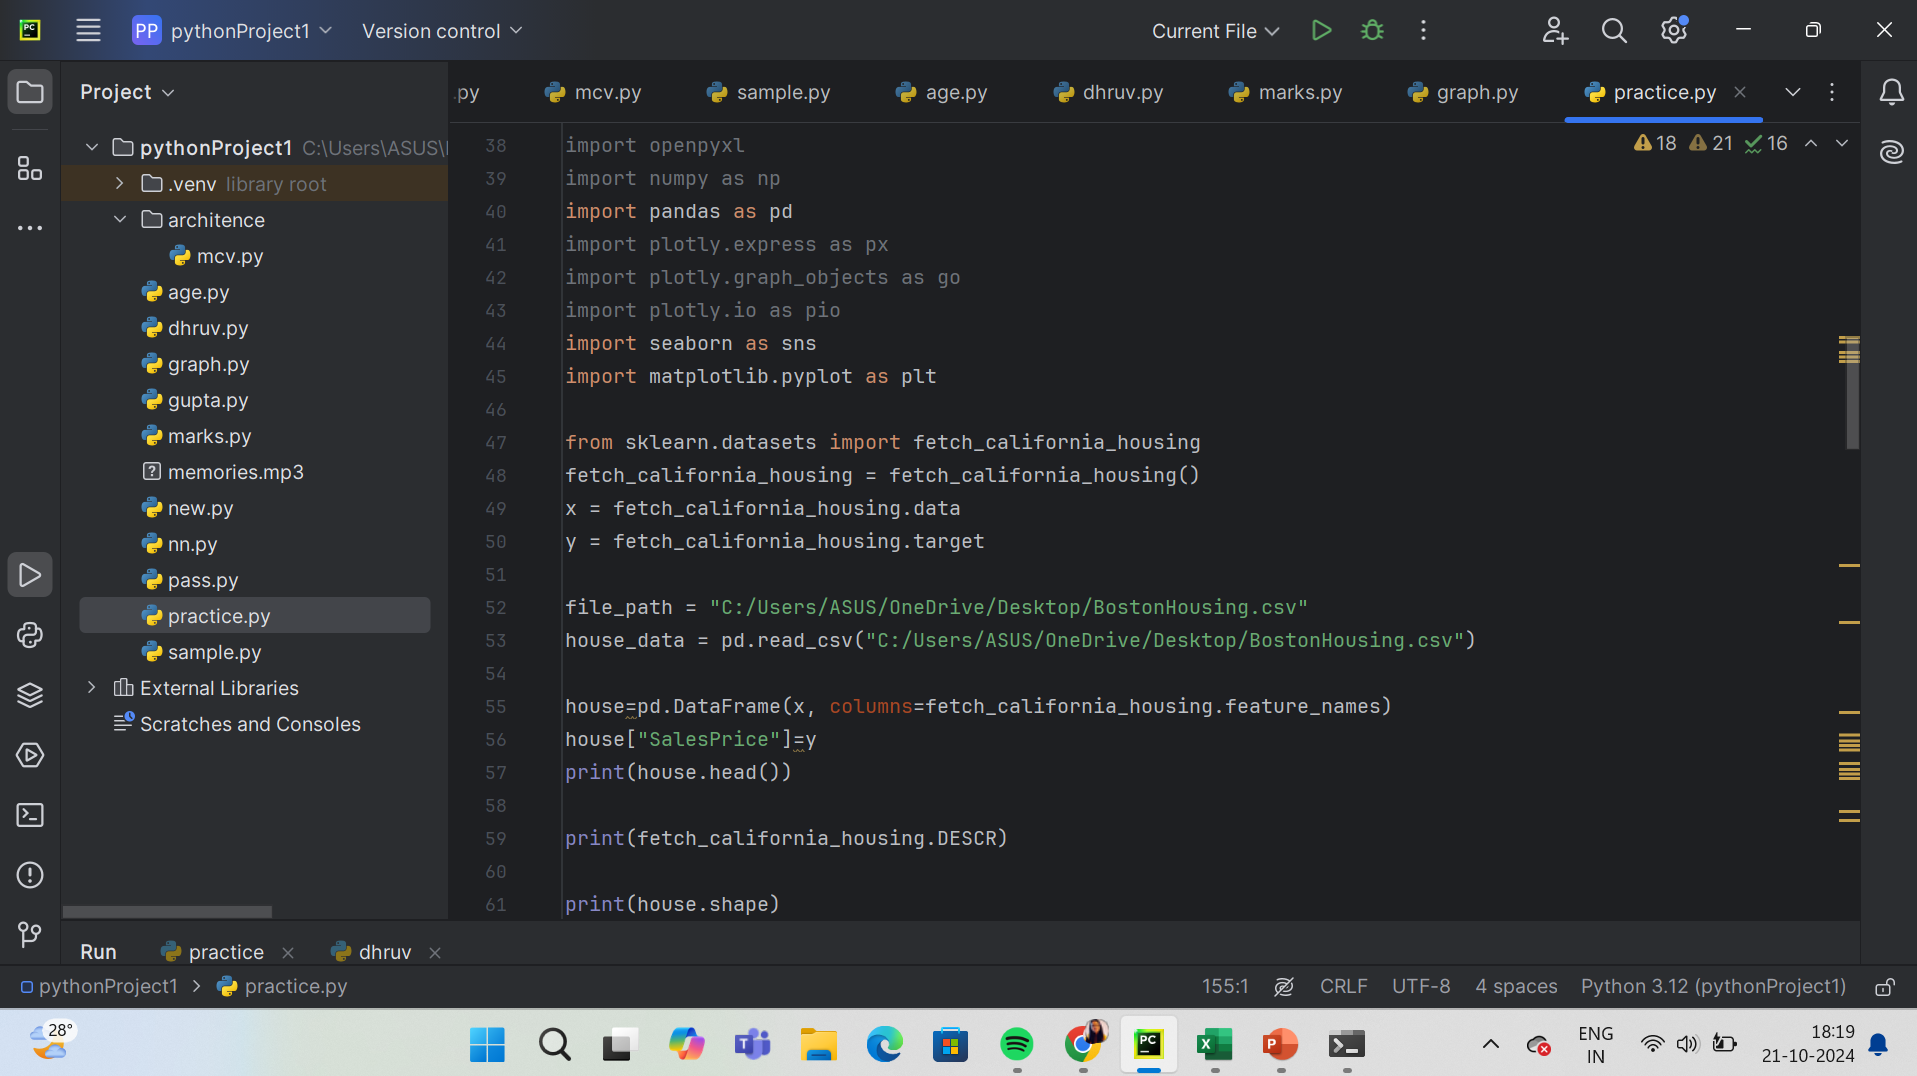 PC
PP pythonProject1
Version control
Current File
Project
.py
mcv.py
sample.py
age.py
dhruv.py
marks.py
graph.py
practice.py
pythonProject1 C:\Users\ASUS\
.venv library root
architence
mcv.py
age.py
dhruv.py
graph.py
gupta.py
marks.py
memories.mp3
new.py
nn.py
pass.py
practice.py
sample.py
External Libraries
Scratches and Consoles
18 21 16
38 import openpyxl
39 import numpy as np
40 import pandas as pd
41 import plotly.express as px
42 import plotly.graph_objects as go
43 import plotly.io as pio
44 import seaborn as sns
45 import matplotlib.pyplot as plt
46
47 from sklearn.datasets import fetch_california_housing
48 fetch_california_housing = fetch_california_housing()
49 x = fetch_california_housing.data
50 y = fetch_california_housing.target
51
52 file_path = "C:/Users/ASUS/OneDrive/Desktop/BostonHousing.csv"
53 house_data = pd.read_csv("C:/Users/ASUS/OneDrive/Desktop/BostonHousing.csv")
54
55 house=pd.DataFrame(x, columns=fetch_california_housing.feature_names)
56 house["SalesPrice"]=y
57 print(house.head())
58
59 print(fetch_california_housing.DESCR)
60
61 print(house.shape)
Run
practice
dhruv
pythonProject1 > practice.py
155:1
CRLF
UTF-8
4 spaces
Python 3.12 (pythonProject1)
28°
T
PC
X
P
ENG
IN
18:19
21-10-2024